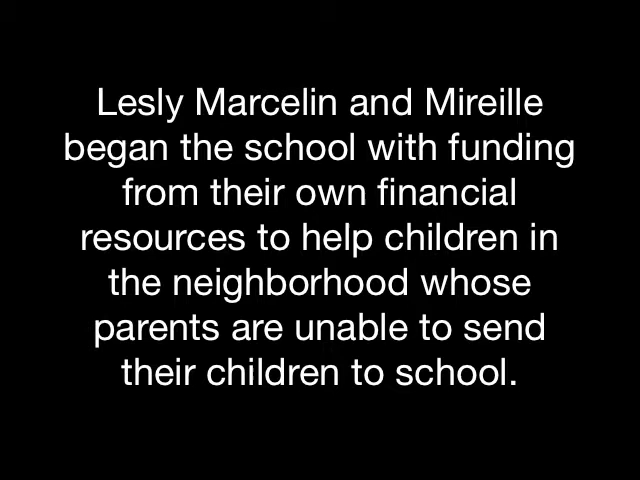 Lesly Marcelin and Mireille
began the school with funding
from their own financial
resources to help children in
the neighborhood whose
parents are unable to send
their children to school.